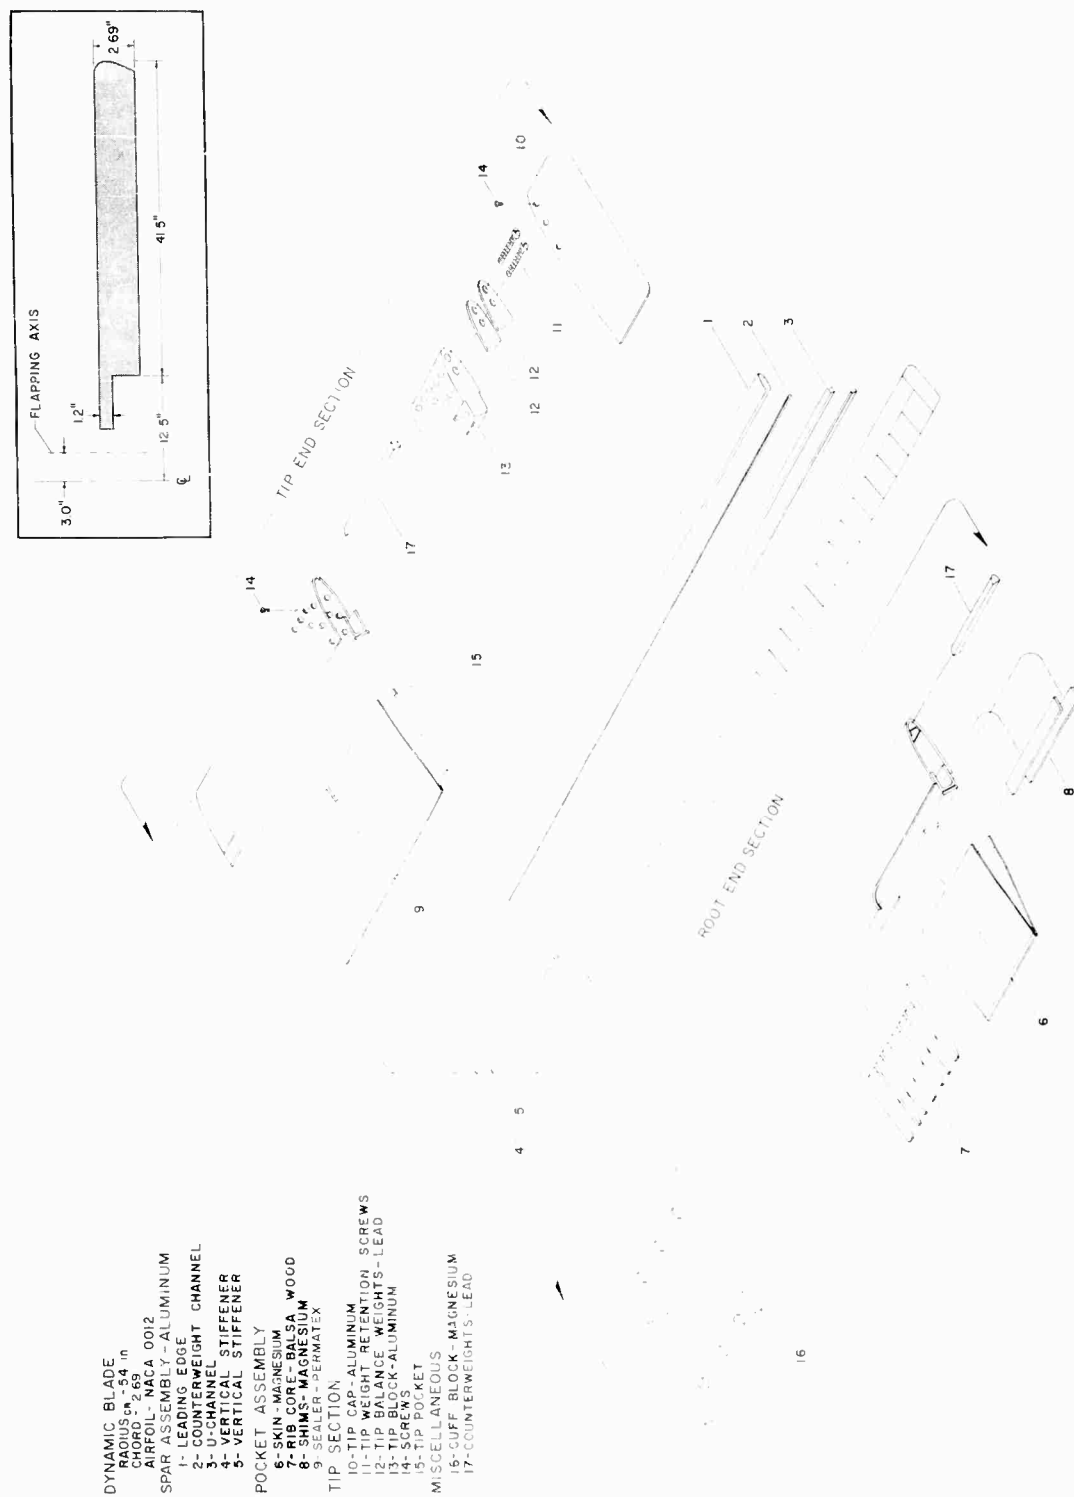 DYNAMIC BLADE
RADIUS CR - 54 in
CHORD - 2.69
AIRFOIL - NACA 0012
SPAR ASSEMBLY - ALUMINUM
1- LEADING EDGE
2- COUNTERWEIGHT CHANNEL
3- U-CHANNEL
4- VERTICAL STIFFENER
5- VERTICAL STIFFENER
POCKET ASSEMBLY
6- SKIN - MAGNESIUM
7- RIB CORE - BALSA WOOD
8- SHIMS - MAGNESIUM
9- SEALER - PERMATEX
TIP SECTION
10- TIP CAP - ALUMINUM
11- TIP WEIGHT RETENTION SCREWS
12- TIP BALANCE WEIGHTS - LEAD
13- TIP BLOCK - ALUMINUM
14- SCREWS
15- TIP POCKET
MISCELLANEOUS
16- CUFF BLOCK - MAGNESIUM
17- COUNTERWEIGHTS - LEAD
3.0"
FLAPPING AXIS
1.2"
12.5"
41.5"
2.69"
℄
TIP END SECTION
14
17
15
9
14
10
11
12
12
13
1
2
3
4
5
ROOT END SECTION
17
8
6
7
16